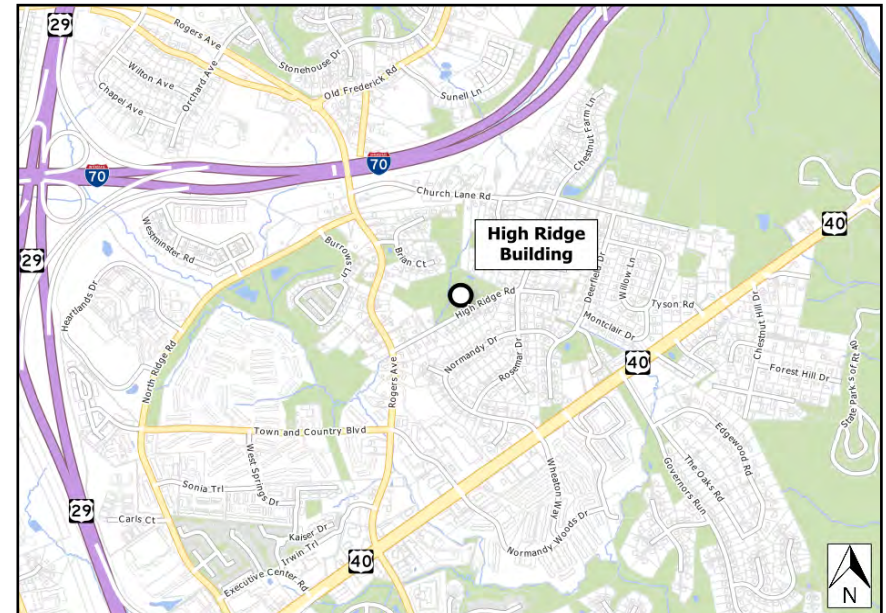 29
Rogers Ave
Stonehouse Dr
Wilton Ave
Orchard Ave
Chapel Ave
Old Frederick Rd
Sunell Ln
Chestnut Farm Ln
70
70
Church Lane Rd
Westminster Rd
Burrows Ln
Brian Ct
High Ridge
Building
40
29
Deerfield Dr
Willow Ln
Heartlands Dr
High Ridge Rd
Tyson Rd
Montclair Dr
Chestnut Hill Dr
Normandy Dr
Rosemar Dr
North Ridge Rd
Rogers Ave
40
Forest Hill Dr
State Park s of Rt 40
Town and Country Blvd
West Springs Dr
Edgewood Rd
The Oaks Rd
Governors Run
Wheaton Way
Sonia Trl
29
Carls Ct
Kaiser Dr
Irwin Trl
Normandy Woods Dr
40
Executive Center Rd
N